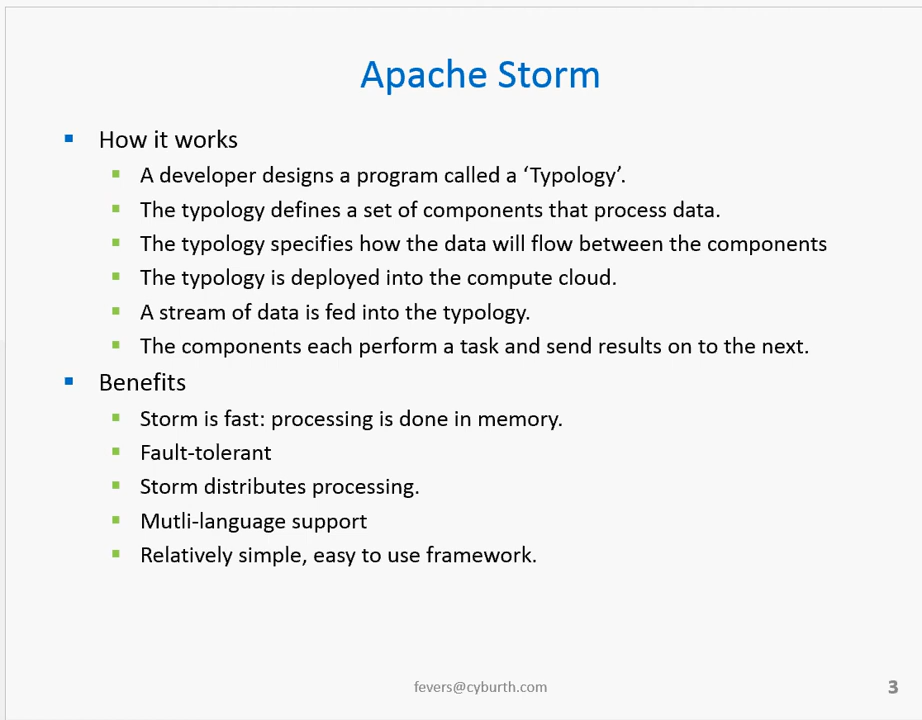 Apache Storm
How it works
A developer designs a program called a ‘Typology’.
The typology defines a set of components that process data.
The typology specifies how the data will flow between the components
The typology is deployed into the compute cloud.
A stream of data is fed into the typology.
The components each perform a task and send results on to the next.
Benefits
Storm is fast: processing is done in memory.
Fault-tolerant
Storm distributes processing.
Mutli-language support
Relatively simple, easy to use framework.
fevers@cyburth.com
3